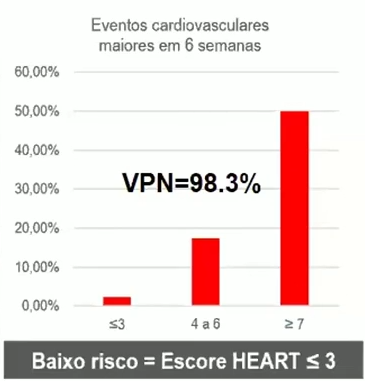 Eventos cardiovasculares
maiores em 6 semanas
60,00%
50,00%
40,00%
30,00%
20,00%
10,00%
0,00%
VPN=98.3%
≤3
4 a 6
≥ 7
Baixo risco = Escore HEART ≤ 3